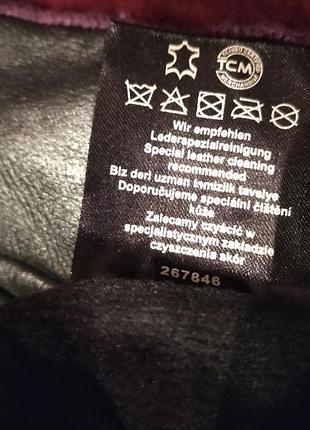 TCM
Wir empfehlen
Lederspezialreinigung
Special leather cleaning
recommended
Biz deri uzman temizlik tavsiye
Doporučujeme speciální čištění
kůže
Zalecamy czyścić w
specjalistycznym zakładzie
czyszowania skór
267846